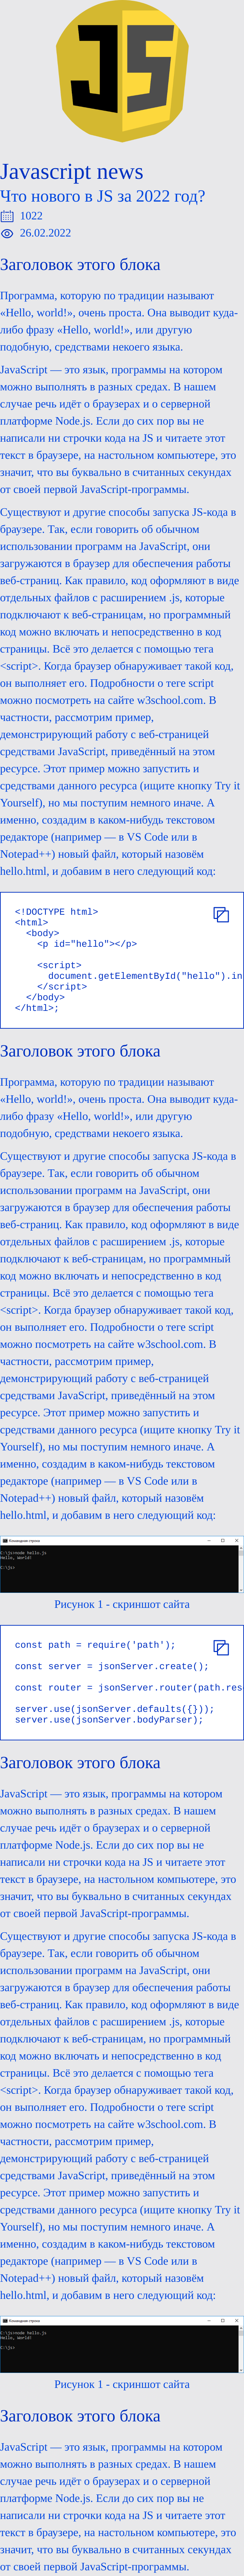 JS
Javascript news
Что нового в JS за 2022 год?
1022
26.02.2022
Заголовок этого блока
Программа, которую по традиции называют
«Hello, world!», очень проста. Она выводит куда-
либо фразу «Hello, world!», или другую
подобную, средствами некоего языка.
JavaScript — это язык, программы на котором
можно выполнять в разных средах. В нашем
случае речь идёт о браузерах и о серверной
платформе Node.js. Если до сих пор вы не
написали ни строчки кода на JS и читаете этот
текст в браузере, на настольном компьютере, это
значит, что вы буквально в считанных секундах
от своей первой JavaScript-программы.
Существуют и другие способы запуска JS-кода в
браузере. Так, если говорить об обычном
использовании программ на JavaScript, они
загружаются в браузер для обеспечения работы
веб-страниц. Как правило, код оформляют в виде
отдельных файлов с расширением .js, которые
подключают к веб-страницам, но программный
код можно включать и непосредственно в код
страницы. Всё это делается с помощью тега
<script>. Когда браузер обнаруживает такой код,
он выполняет его. Подробности о теге script
можно посмотреть на сайте w3school.com. В
частности, рассмотрим пример,
демонстрирующий работу с веб-страницей
средствами JavaScript, приведённый на этом
ресурсе. Этот пример можно запустить и
средствами данного ресурса (ищите кнопку Try it
Yourself), но мы поступим немного иначе. А
именно, создадим в каком-нибудь текстовом
редакторе (например — в VS Code или в
Notepad++) новый файл, который назовём
hello.html, и добавим в него следующий код:
<!DOCTYPE html>
<html>
<body>
<p id="hello"></p>
<script>
document.getElementById("hello").in
</script>
</body>
</html>;
Заголовок этого блока
Программа, которую по традиции называют
«Hello, world!», очень проста. Она выводит куда-
либо фразу «Hello, world!», или другую
подобную, средствами некоего языка.
Существуют и другие способы запуска JS-кода в
браузере. Так, если говорить об обычном
использовании программ на JavaScript, они
загружаются в браузер для обеспечения работы
веб-страниц. Как правило, код оформляют в виде
отдельных файлов с расширением .js, которые
подключают к веб-страницам, но программный
код можно включать и непосредственно в код
страницы. Всё это делается с помощью тега
<script>. Когда браузер обнаруживает такой код,
он выполняет его. Подробности о теге script
можно посмотреть на сайте w3school.com. В
частности, рассмотрим пример,
демонстрирующий работу с веб-страницей
средствами JavaScript, приведённый на этом
ресурсе. Этот пример можно запустить и
средствами данного ресурса (ищите кнопку Try it
Yourself), но мы поступим немного иначе. А
именно, создадим в каком-нибудь текстовом
редакторе (например — в VS Code или в
Notepad++) новый файл, который назовём
hello.html, и добавим в него следующий код:
Командная строка
C:\js>node hello.js
Hello, World!
C:\js>
Рисунок 1 - скриншот сайта
const path = require('path');
const server = jsonServer.create();
const router = jsonServer.router(path.res
server.use(jsonServer.defaults({}));
server.use(jsonServer.bodyParser);
Заголовок этого блока
JavaScript — это язык, программы на котором
можно выполнять в разных средах. В нашем
случае речь идёт о браузерах и о серверной
платформе Node.js. Если до сих пор вы не
написали ни строчки кода на JS и читаете этот
текст в браузере, на настольном компьютере, это
значит, что вы буквально в считанных секундах
от своей первой JavaScript-программы.
Существуют и другие способы запуска JS-кода в
браузере. Так, если говорить об обычном
использовании программ на JavaScript, они
загружаются в браузер для обеспечения работы
веб-страниц. Как правило, код оформляют в виде
отдельных файлов с расширением .js, которые
подключают к веб-страницам, но программный
код можно включать и непосредственно в код
страницы. Всё это делается с помощью тега
<script>. Когда браузер обнаруживает такой код,
он выполняет его. Подробности о теге script
можно посмотреть на сайте w3school.com. В
частности, рассмотрим пример,
демонстрирующий работу с веб-страницей
средствами JavaScript, приведённый на этом
ресурсе. Этот пример можно запустить и
средствами данного ресурса (ищите кнопку Try it
Yourself), но мы поступим немного иначе. А
именно, создадим в каком-нибудь текстовом
редакторе (например — в VS Code или в
Notepad++) новый файл, который назовём
hello.html, и добавим в него следующий код:
Командная строка
C:\js>node hello.js
Hello, World!
C:\js>
Рисунок 1 - скриншот сайта
Заголовок этого блока
JavaScript — это язык, программы на котором
можно выполнять в разных средах. В нашем
случае речь идёт о браузерах и о серверной
платформе Node.js. Если до сих пор вы не
написали ни строчки кода на JS и читаете этот
текст в браузере, на настольном компьютере, это
значит, что вы буквально в считанных секундах
от своей первой JavaScript-программы.